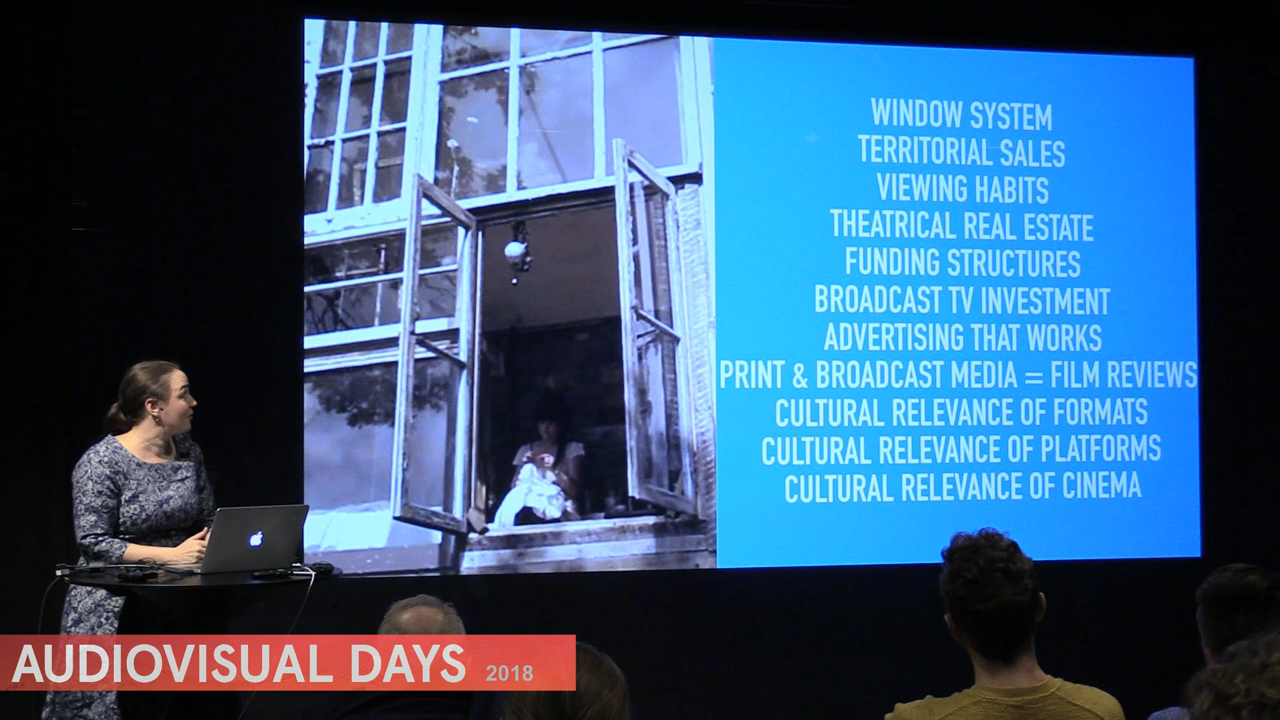 WINDOW SYSTEM
TERRITORIAL SALES
VIEWING HABITS
THEATRICAL REAL ESTATE
FUNDING STRUCTURES
BROADCAST TV INVESTMENT
ADVERTISING THAT WORKS
PRINT & BROADCAST MEDIA = FILM REVIEWS
CULTURAL RELEVANCE OF FORMATS
CULTURAL RELEVANCE OF PLATFORMS
CULTURAL RELEVANCE OF CINEMA
AUDIOVISUAL DAYS 2018